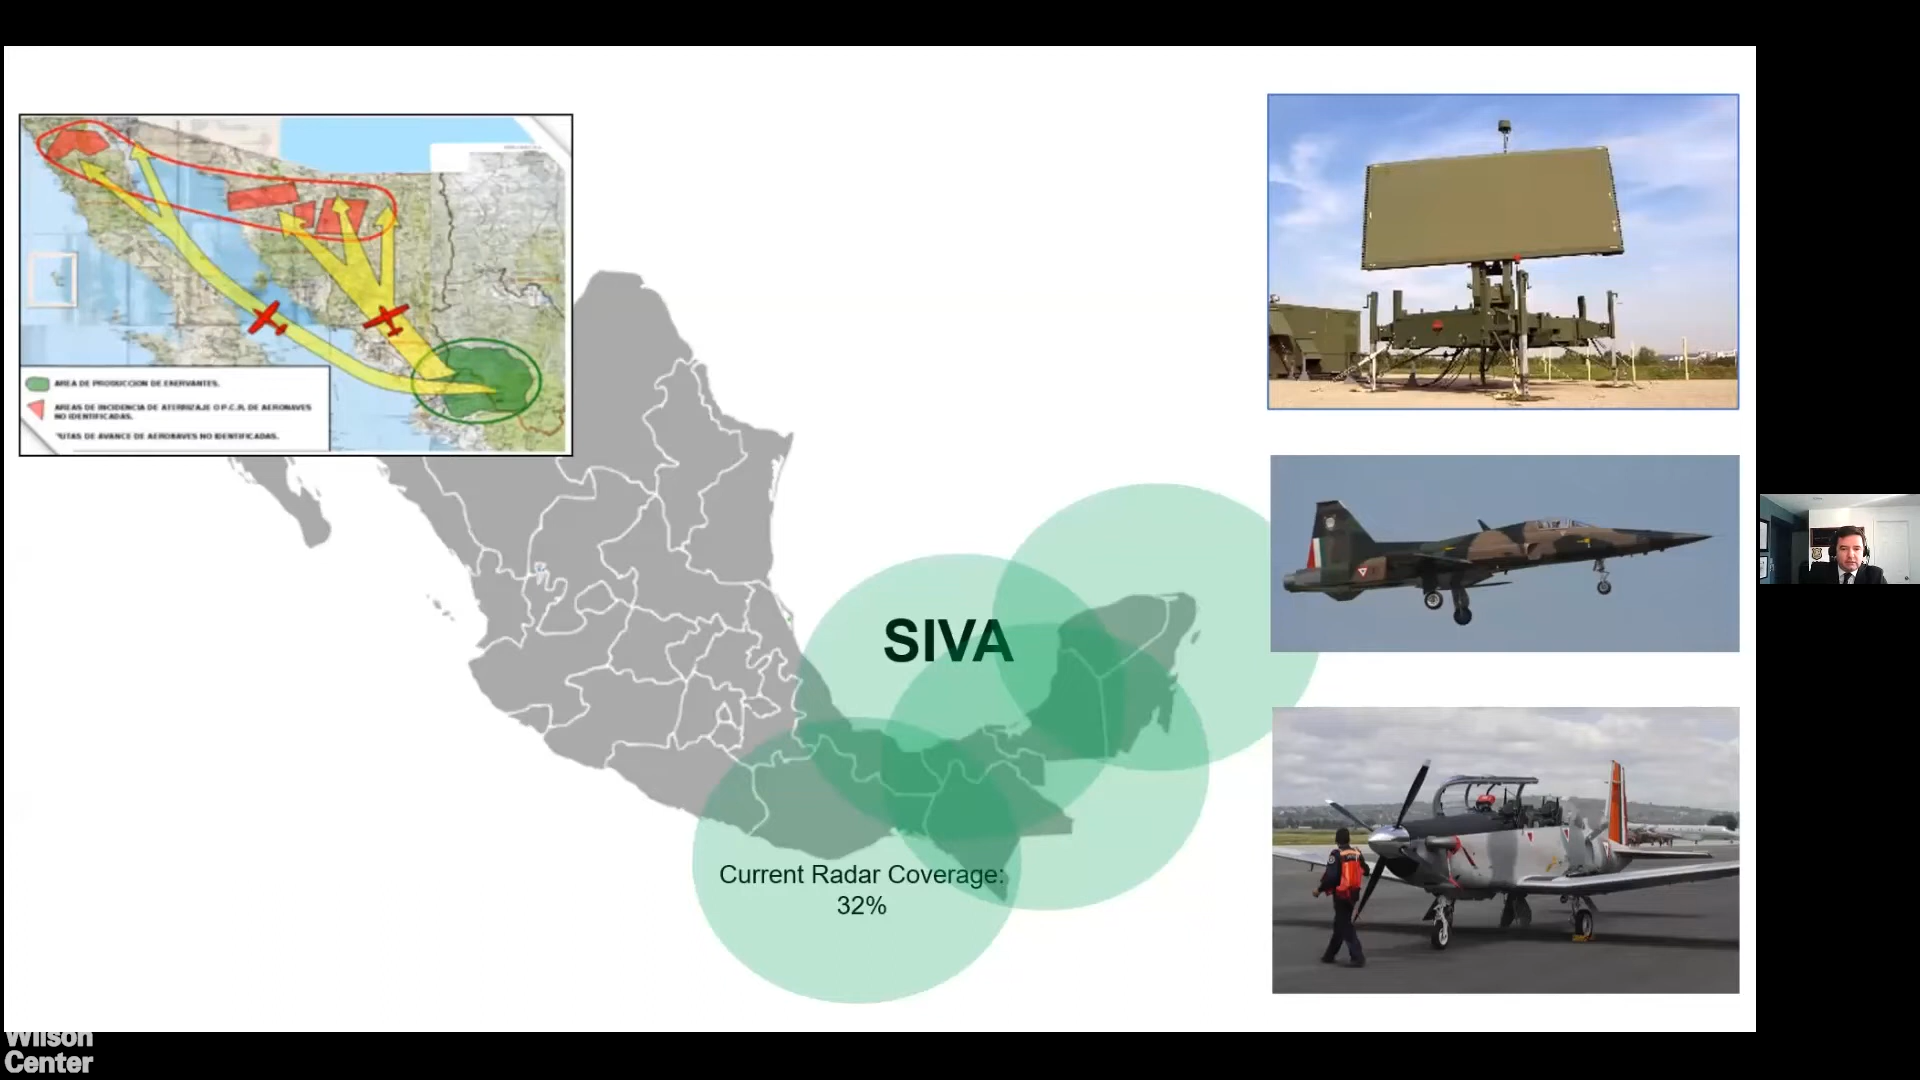 AREA DE PRODUCCION DE ENERVANTES.
AREAS DE INCIDENCIA DE ATERRIZAJE O P.C.R. DE AERONAVES
NO IDENTIFICADAS.
RUTAS DE AVANCE DE AERONAVES NO IDENTIFICADAS.
SIVA
Current Radar Coverage:
32%
Wilson
Center